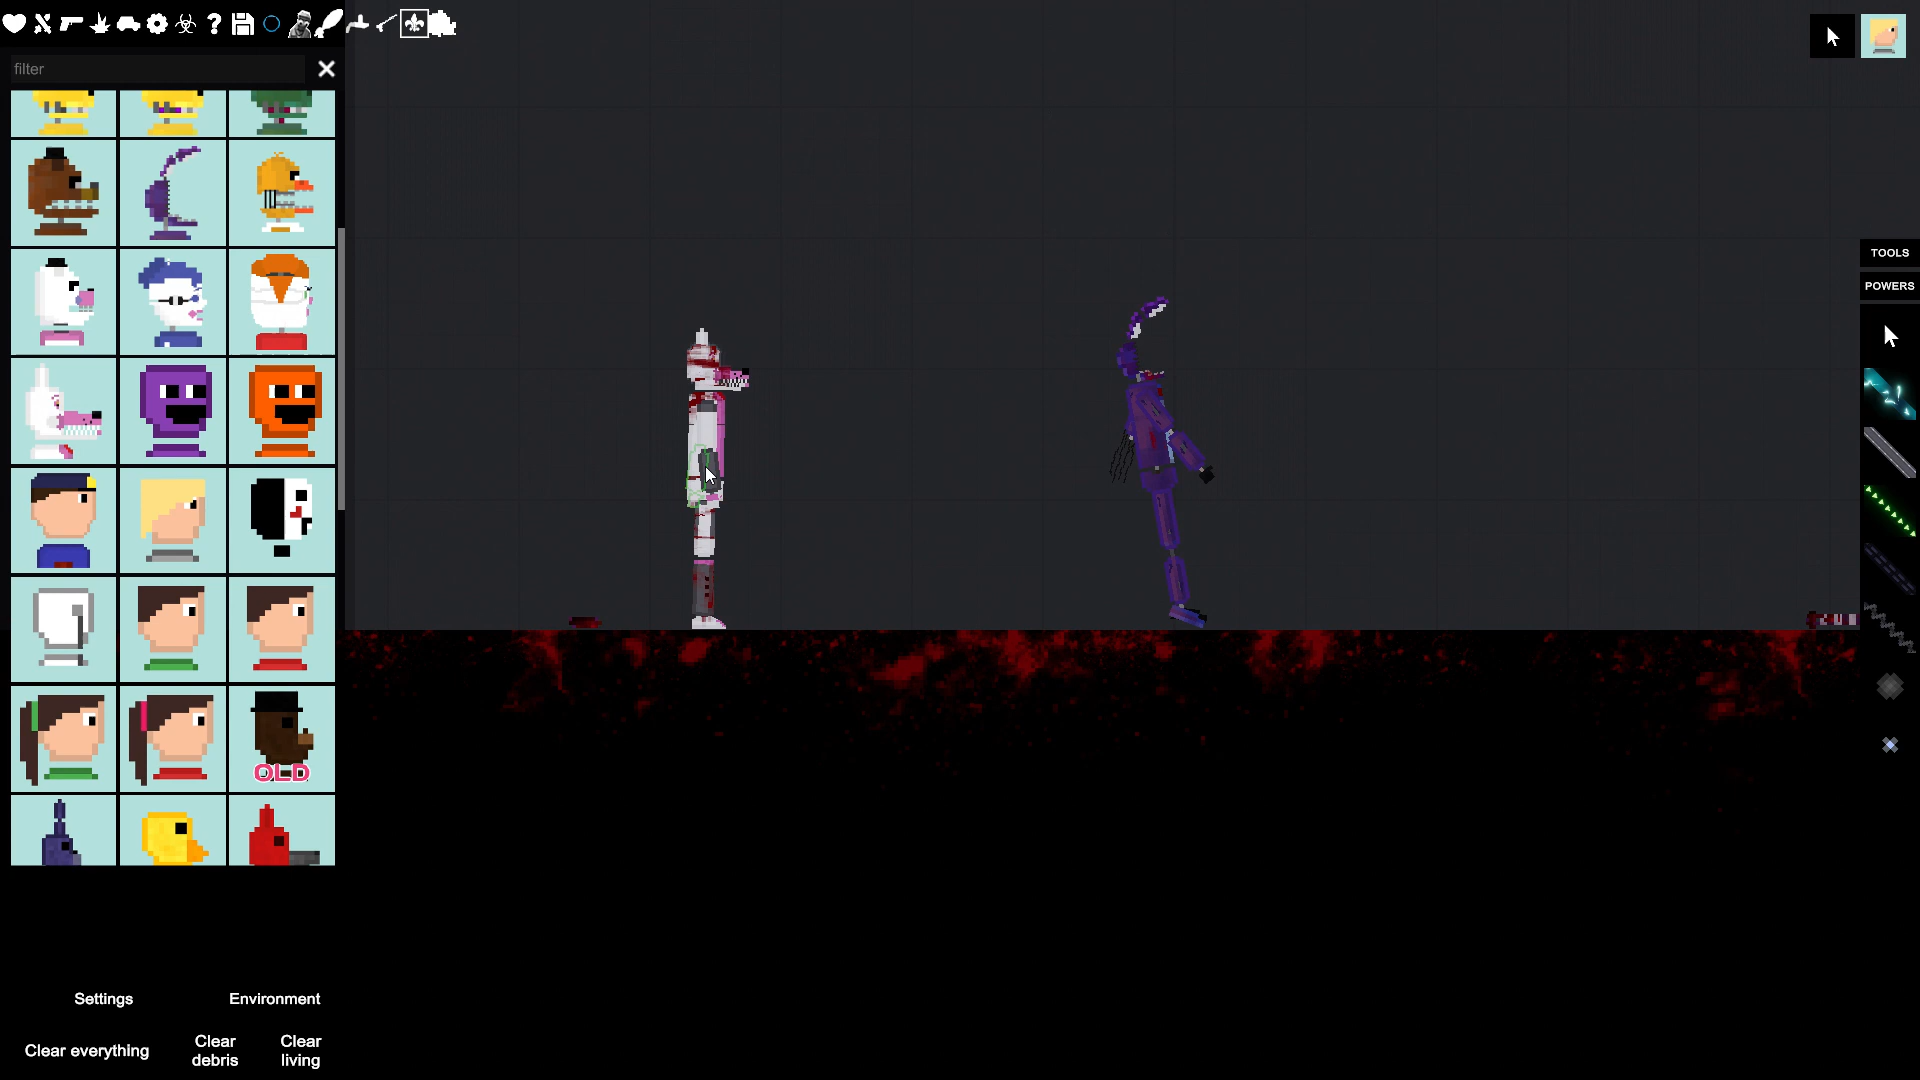 filter
TOOLS
POWERS
OLD
Settings
Environment
Clear everything
Clear
debris
Clear
living